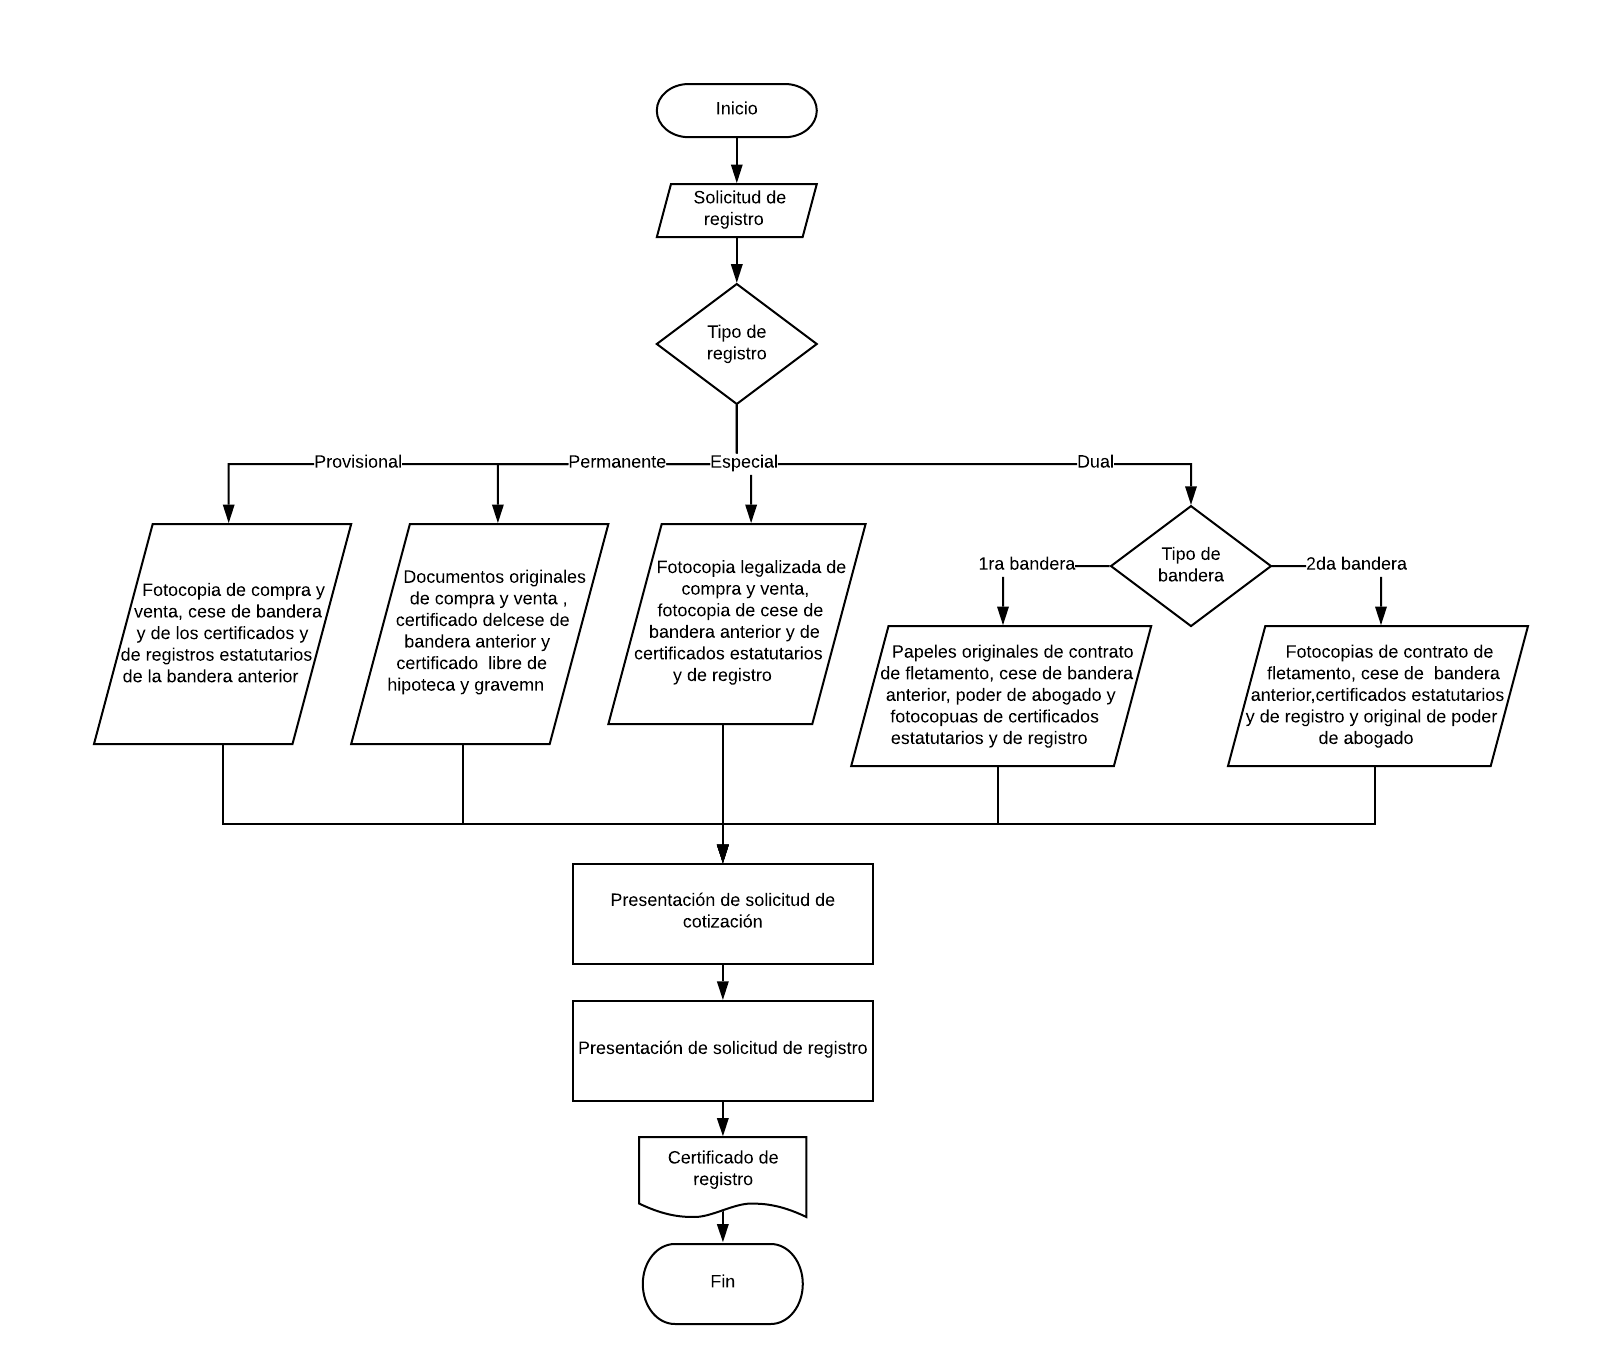 Inicio
Solicitud de
registro
Tipo de
registro
Provisional
Permanente
Especial
Dual
Fotocopia de compra y
venta, cese de bandera
y de los certificados y
de registros estatutarios
de la bandera anterior
Documentos originales
de compra y venta ,
certificado delcese de
bandera anterior y
certificado  libre de
hipoteca y gravemn
Fotocopia legalizada de
compra y venta,
fotocopia de cese de
bandera anterior y de
certificados estatutarios
y de registro
Tipo de
bandera
1ra bandera
2da bandera
Papeles originales de contrato
de fletamento, cese de bandera
anterior, poder de abogado y
fotocopuas de certificados
estatutarios y de registro
Fotocopias de contrato de
fletamento, cese de  bandera
anterior,certificados estatutarios
y de registro y original de poder
de abogado
Presentación de solicitud de
cotización
Presentación de solicitud de registro
Certificado de
registro
Fin